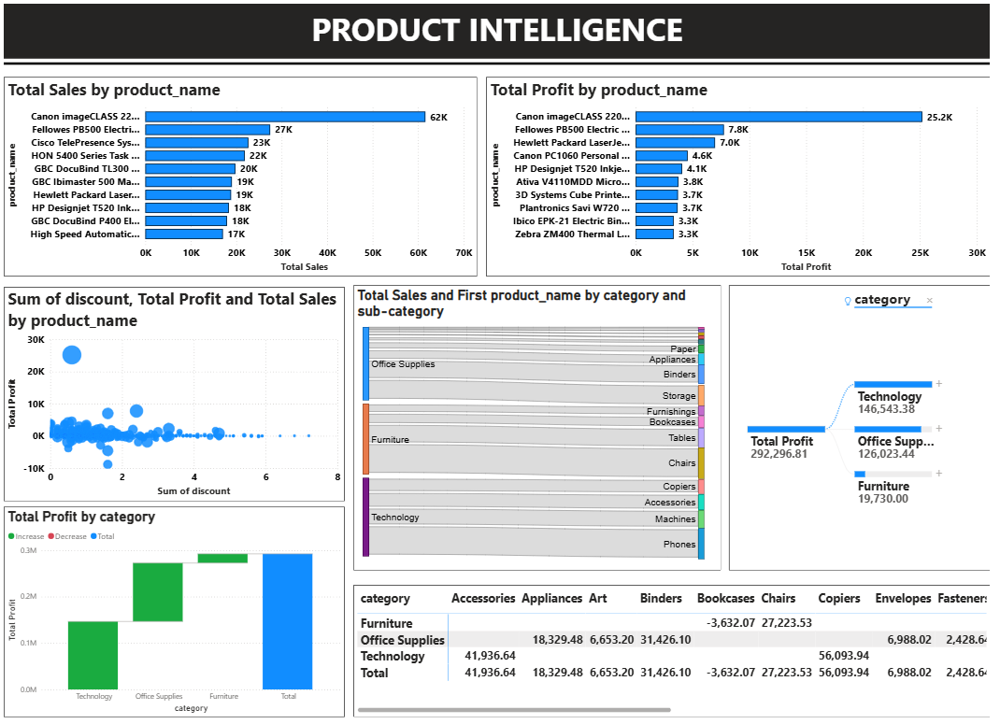 PRODUCT INTELLIGENCE
Total Sales by product_name
product_name
Canon imageCLASS 22... 62K
Fellowes PB500 Electri... 27K
Cisco TelePresence Sys... 23K
HON 5400 Series Task ... 22K
GBC DocuBind TL300 ... 20K
GBC Ibimaster 500 Ma... 19K
Hewlett Packard Laser... 19K
HP Designjet T520 Ink... 18K
GBC DocuBind P400 El... 18K
High Speed Automatic... 17K
0K 10K 20K 30K 40K 50K 60K 70K
Total Sales
Total Profit by product_name
product_name
Canon imageCLASS 220... 25.2K
Fellowes PB500 Electric ... 7.8K
Hewlett Packard LaserJe... 7.0K
Canon PC1060 Personal ... 4.6K
HP Designjet T520 Inkje... 4.1K
Ativa V4110MDD Micro... 3.8K
3D Systems Cube Printe... 3.7K
Plantronics Savi W720 ... 3.7K
Ibico EPK-21 Electric Bin... 3.3K
Zebra ZM400 Thermal L... 3.3K
0K 5K 10K 15K 20K 25K 30K
Total Profit
Sum of discount, Total Profit and Total Sales
by product_name
Total Profit
30K
20K
10K
0K
-10K
0 2 4 6 8
Sum of discount
Total Sales and First product_name by category and
sub-category
Office Supplies
Furniture
Technology
Paper
Appliances
Binders
Storage
Furnishings
Bookcases
Tables
Chairs
Copiers
Accessories
Machines
Phones
category ×
Total Profit
292,296.81
Technology
146,543.38
Office Supp...
126,023.44
Furniture
19,730.00
Total Profit by category
Increase Decrease Total
Total Profit
0.3M
0.2M
0.1M
0.0M
Technology Office Supplies Furniture Total
category
category Accessories Appliances Art Binders Bookcases Chairs Copiers Envelopes Fasteners
Furniture -3,632.07 27,223.53
Office Supplies 18,329.48 6,653.20 31,426.10 6,988.02 2,428.64
Technology 41,936.64 56,093.94
Total 41,936.64 18,329.48 6,653.20 31,426.10 -3,632.07 27,223.53 56,093.94 6,988.02 2,428.64